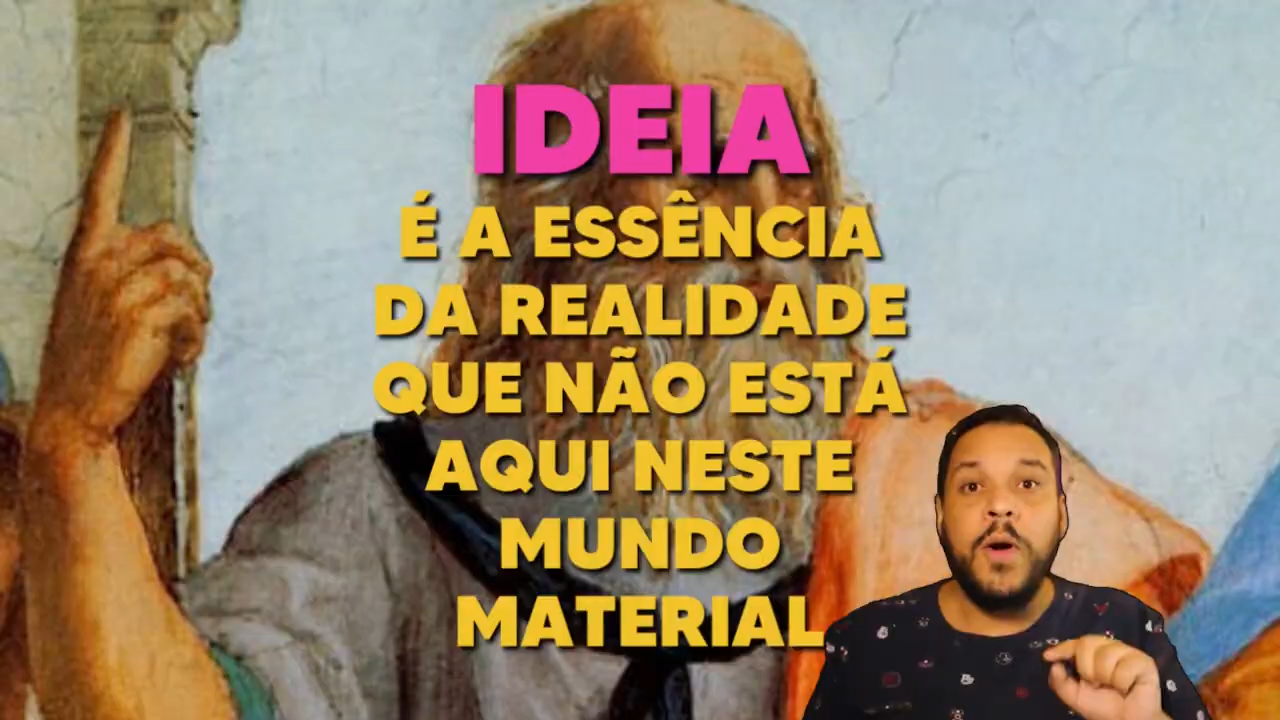 IDEIA
É A ESSÊNCIA
DA REALIDADE
QUE NÃO ESTÁ
AQUI NESTE
MUNDO
MATERIAL